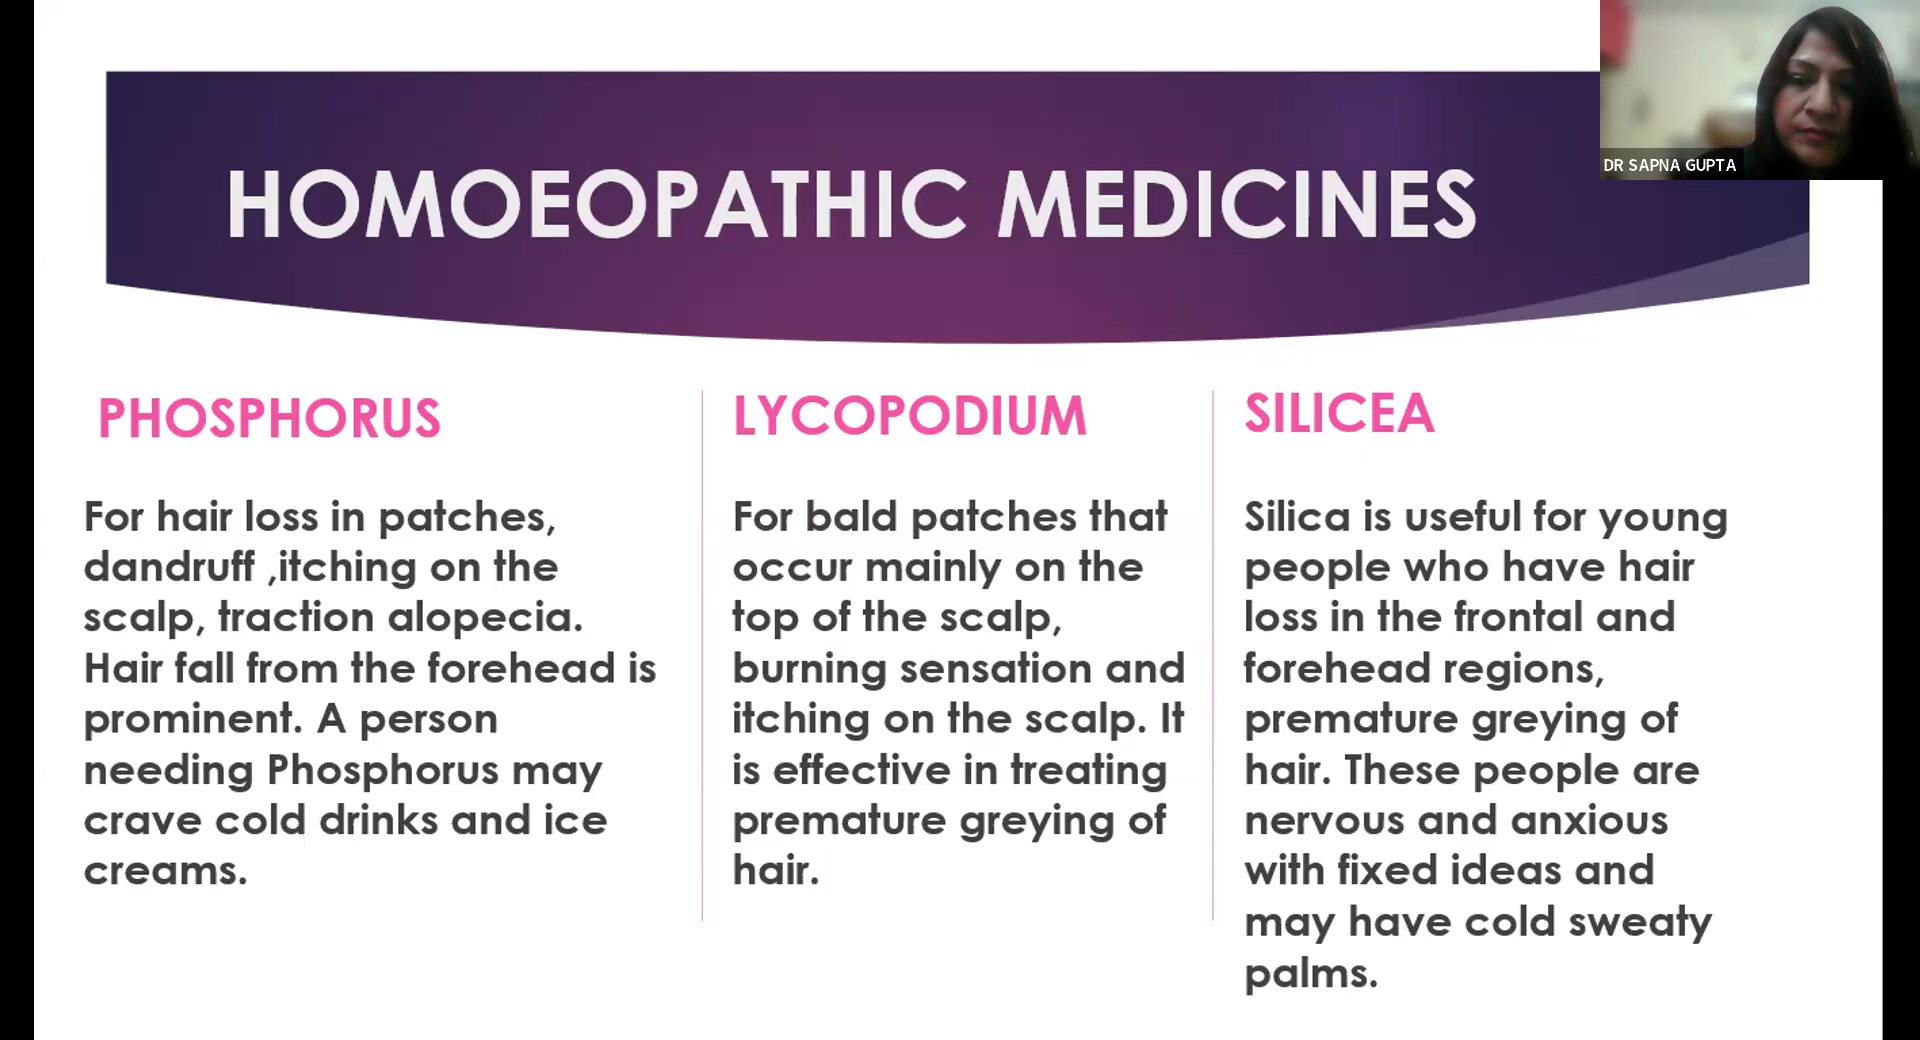 DR SAPNA GUPTA
HOMOEOPATHIC MEDICINES
PHOSPHORUS
For hair loss in patches,
dandruff ,itching on the
scalp, traction alopecia.
Hair fall from the forehead is
prominent. A person
needing Phosphorus may
crave cold drinks and ice
creams.
LYCOPODIUM
For bald patches that
occur mainly on the
top of the scalp,
burning sensation and
itching on the scalp. It
is effective in treating
premature greying of
hair.
SILICEA
Silica is useful for young
people who have hair
loss in the frontal and
forehead regions,
premature greying of
hair. These people are
nervous and anxious
with fixed ideas and
may have cold sweaty
palms.